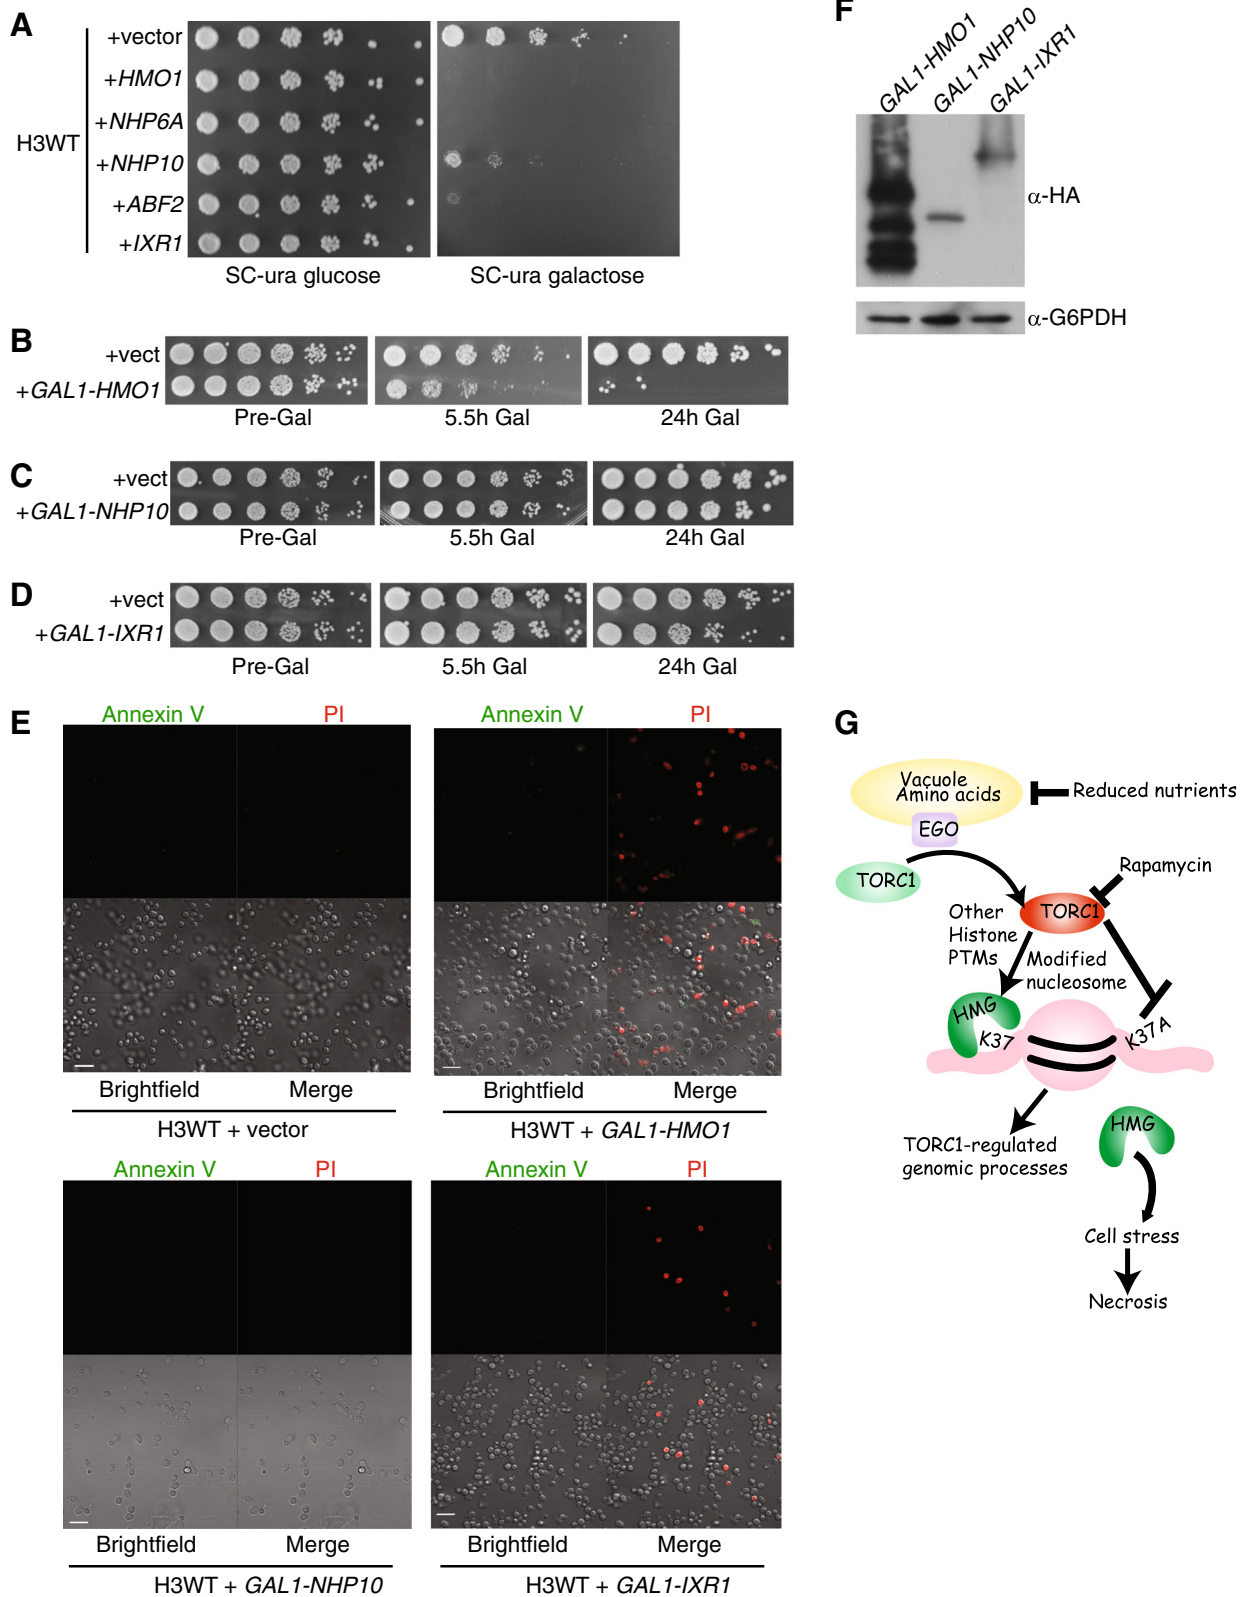 A
H3WT
+vector
+HMO1
+NHP6A
+NHP10
+ABF2
+IXR1
SC-ura glucose
SC-ura galactose
B
+vect
+GAL1-HMO1
Pre-Gal
5.5h Gal
24h Gal
C
+vect
+GAL1-NHP10
Pre-Gal
5.5h Gal
24h Gal
D
+vect
+GAL1-IXR1
Pre-Gal
5.5h Gal
24h Gal
E
Annexin V
PI
Brightfield
Merge
H3WT + vector
Annexin V
PI
Brightfield
Merge
H3WT + GAL1-HMO1
Annexin V
PI
Brightfield
Merge
H3WT + GAL1-NHP10
Annexin V
PI
Brightfield
Merge
H3WT + GAL1-IXR1
F
GAL1-HMO1
GAL1-NHP10
GAL1-IXR1
α-HA
α-G6PDH
G
Vacuole
Amino acids
Reduced nutrients
EGO
TORC1
Rapamycin
TORC1
Other
Histone
PTMs
Modified
nucleosome
HMG
K37
K37A
TORC1-regulated
genomic processes
HMG
Cell stress
Necrosis